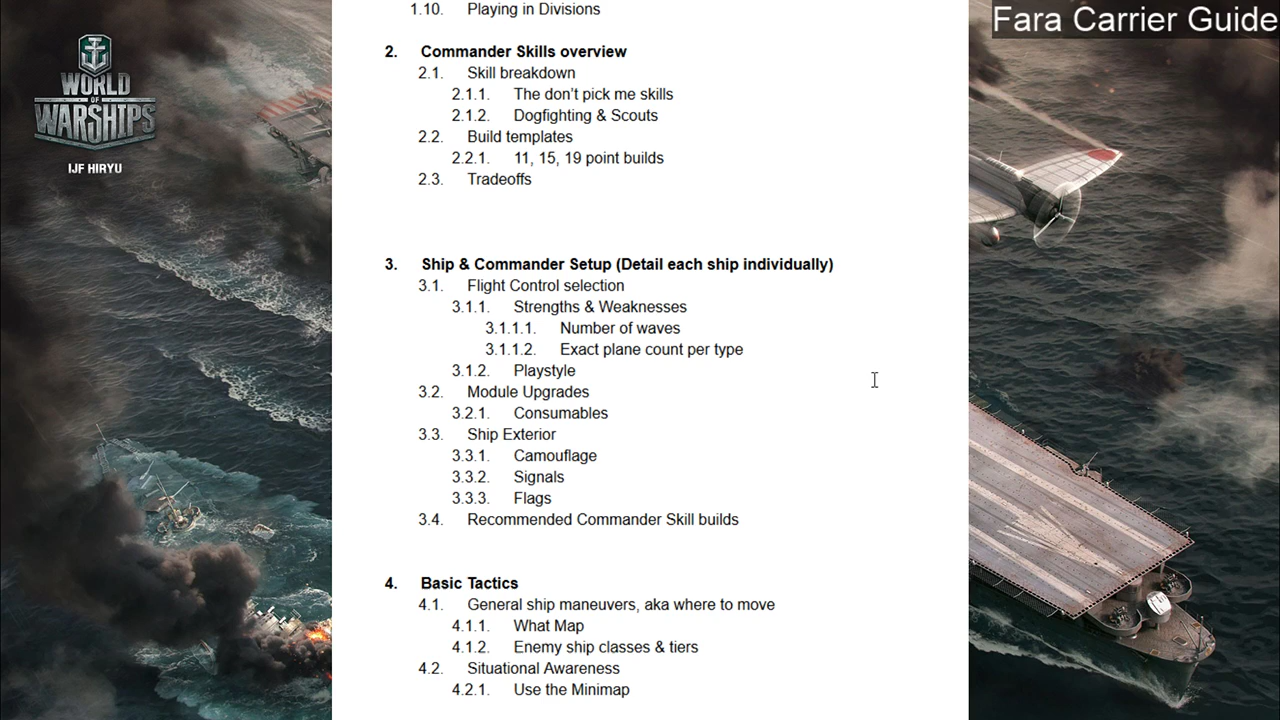 Fara Carrier Guide
WORLD
OF
WARSHIPS
IJF HIRYU
1.10. Playing in Divisions
2. Commander Skills overview
2.1. Skill breakdown
2.1.1. The don't pick me skills
2.1.2. Dogfighting & Scouts
2.2. Build templates
2.2.1. 11, 15, 19 point builds
2.3. Tradeoffs
3. Ship & Commander Setup (Detail each ship individually)
3.1. Flight Control selection
3.1.1. Strengths & Weaknesses
3.1.1.1. Number of waves
3.1.1.2. Exact plane count per type
3.1.2. Playstyle
3.2. Module Upgrades
3.2.1. Consumables
3.3. Ship Exterior
3.3.1. Camouflage
3.3.2. Signals
3.3.3. Flags
3.4. Recommended Commander Skill builds
4. Basic Tactics
4.1. General ship maneuvers, aka where to move
4.1.1. What Map
4.1.2. Enemy ship classes & tiers
4.2. Situational Awareness
4.2.1. Use the Minimap